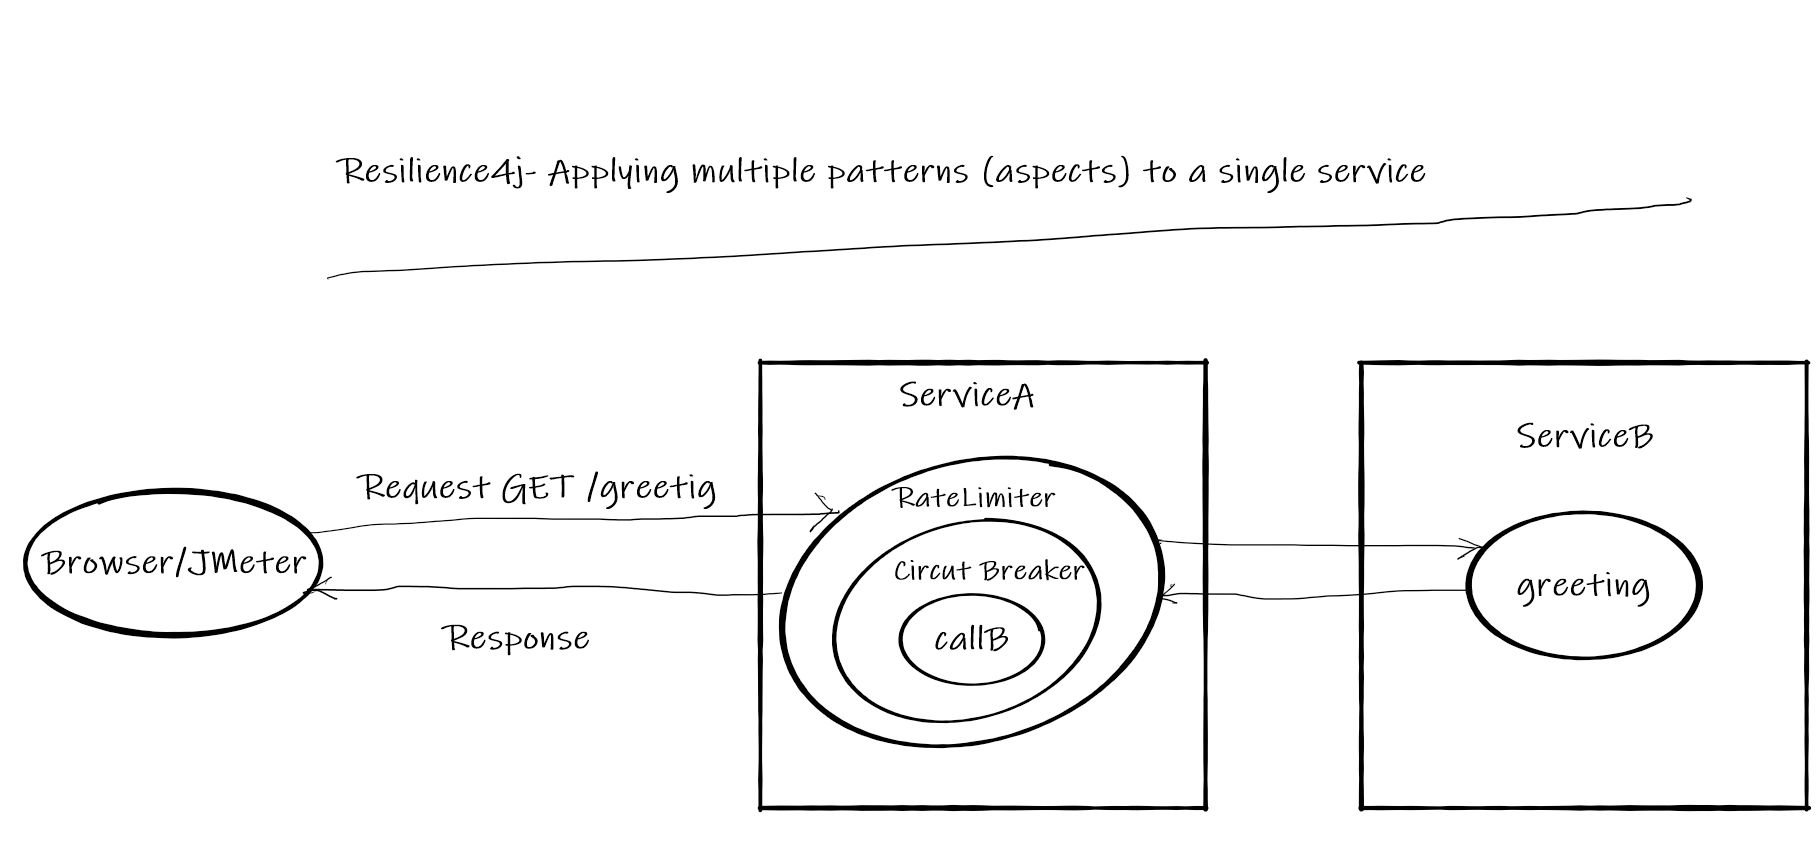 Resilience4j- Applying multiple patterns (aspects) to a single service
ServiceA
ServiceB
Request GET /greetig
RateLimiter
Browser/JMeter
Circut Breaker
greeting
callB
Response